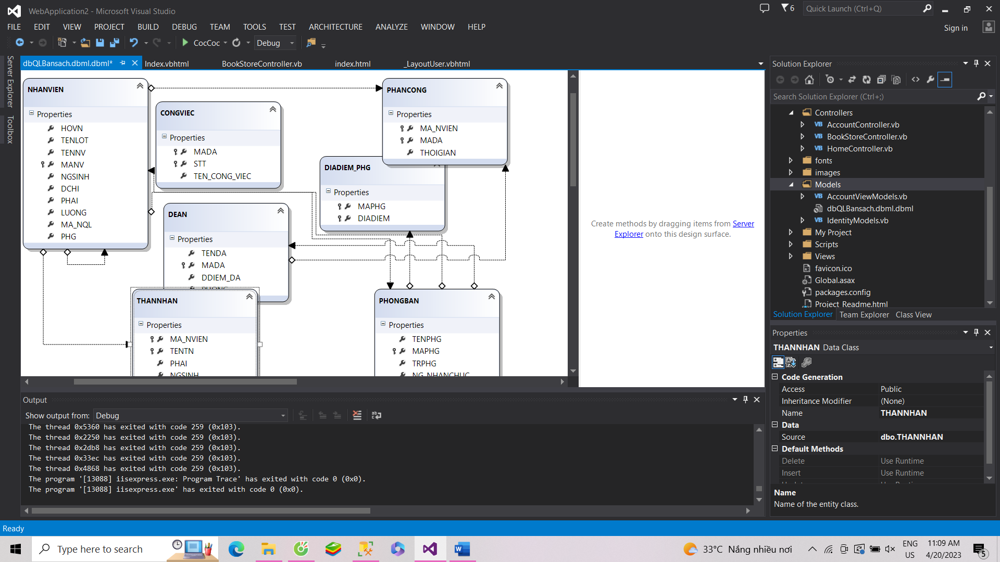 WebApplication2 - Microsoft Visual Studio
6
Quick Launch (Ctrl+Q)
FILE EDIT VIEW PROJECT BUILD DEBUG TEAM TOOLS TEST ARCHITECTURE ANALYZE WINDOW HELP
Sign in
CocCoc
Debug
Server Explorer
Toolbox
dbQLBansach.dbml.dbml*
Index.vbhtml
BookStoreController.vb
index.html
_LayoutUser.vbhtml
NHANVIEN
Properties
HOVN
TENLOT
TENNV
MANV
NGSINH
DCHI
PHAI
LUONG
MA_NQL
PHG
CONGVIEC
Properties
MADA
STT
TEN_CONG_VIEC
PHANCONG
Properties
MA_NVIEN
MADA
THOIGIAN
DIADIEM_PHG
Properties
MAPHG
DIADIEM
DEAN
Properties
TENDA
MADA
DDIEM_DA
THANNHAN
Properties
MA_NVIEN
TENTN
PHAI
NGSINH
PHONGBAN
Properties
TENPHG
MAPHG
TRPHG
NG_NHANCHUC
Create methods by dragging items from Server
Explorer onto this design surface.
Solution Explorer
Search Solution Explorer (Ctrl+;)
Controllers
VB AccountController.vb
VB BookStoreController.vb
VB HomeController.vb
fonts
images
Models
VB AccountViewModels.vb
dbQLBansach.dbml.dbml
VB IdentityModels.vb
My Project
Scripts
Views
favicon.ico
Global.asax
packages.config
Project_Readme.html
Solution Explorer Team Explorer Class View
Properties
THANNHAN Data Class
Code Generation
Access Public
Inheritance Modifier (None)
Name THANNHAN
Data
Source dbo.THANNHAN
Default Methods
Delete Use Runtime
Insert Use Runtime
Name
Name of the entity class.
Output
Show output from: Debug
The thread 0x5360 has exited with code 259 (0x103).
The thread 0x2250 has exited with code 259 (0x103).
The thread 0x2db8 has exited with code 259 (0x103).
The thread 0x33ec has exited with code 259 (0x103).
The thread 0x4868 has exited with code 259 (0x103).
The program '[13088] iisexpress.exe: Program Trace' has exited with code 0 (0x0).
The program '[13088] iisexpress.exe' has exited with code 0 (0x0).
Ready
Type here to search
33°C Nắng nhiều nơi
ENG
US
11:09 AM
4/20/2023
5